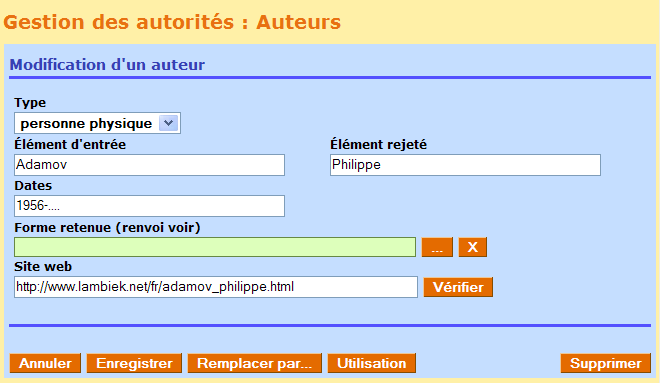 Gestion des autorités : Auteurs
Modification d'un auteur
Type
personne physique
Élément d'entrée Élément rejeté
Adamov Philippe
Dates
1956-....
Forme retenue (renvoi voir)
... X
Site web
http://www.lambiek.net/fr/adamov_philippe.html Vérifier
Annuler Enregistrer Remplacer par... Utilisation Supprimer